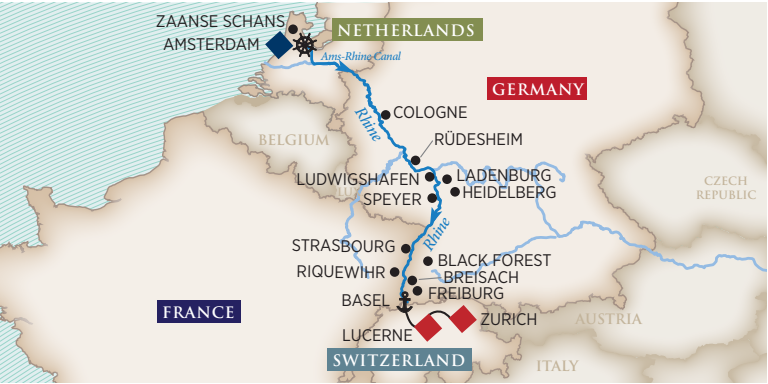 ZAANSE SCHANS
AMSTERDAM
NETHERLANDS
Ams-Rhine Canal
GERMANY
COLOGNE
Rhine
BELGIUM
RÜDESHEIM
LUDWIGSHAFEN
LADENBURG
HEIDELBERG
SPEYER
CZECH
REPUBLIC
Rhine
STRASBOURG
BLACK FOREST
RIQUEWIHR
BREISACH
FREIBURG
BASEL
FRANCE
ZURICH
AUSTRIA
LUCERNE
SWITZERLAND
ITALY